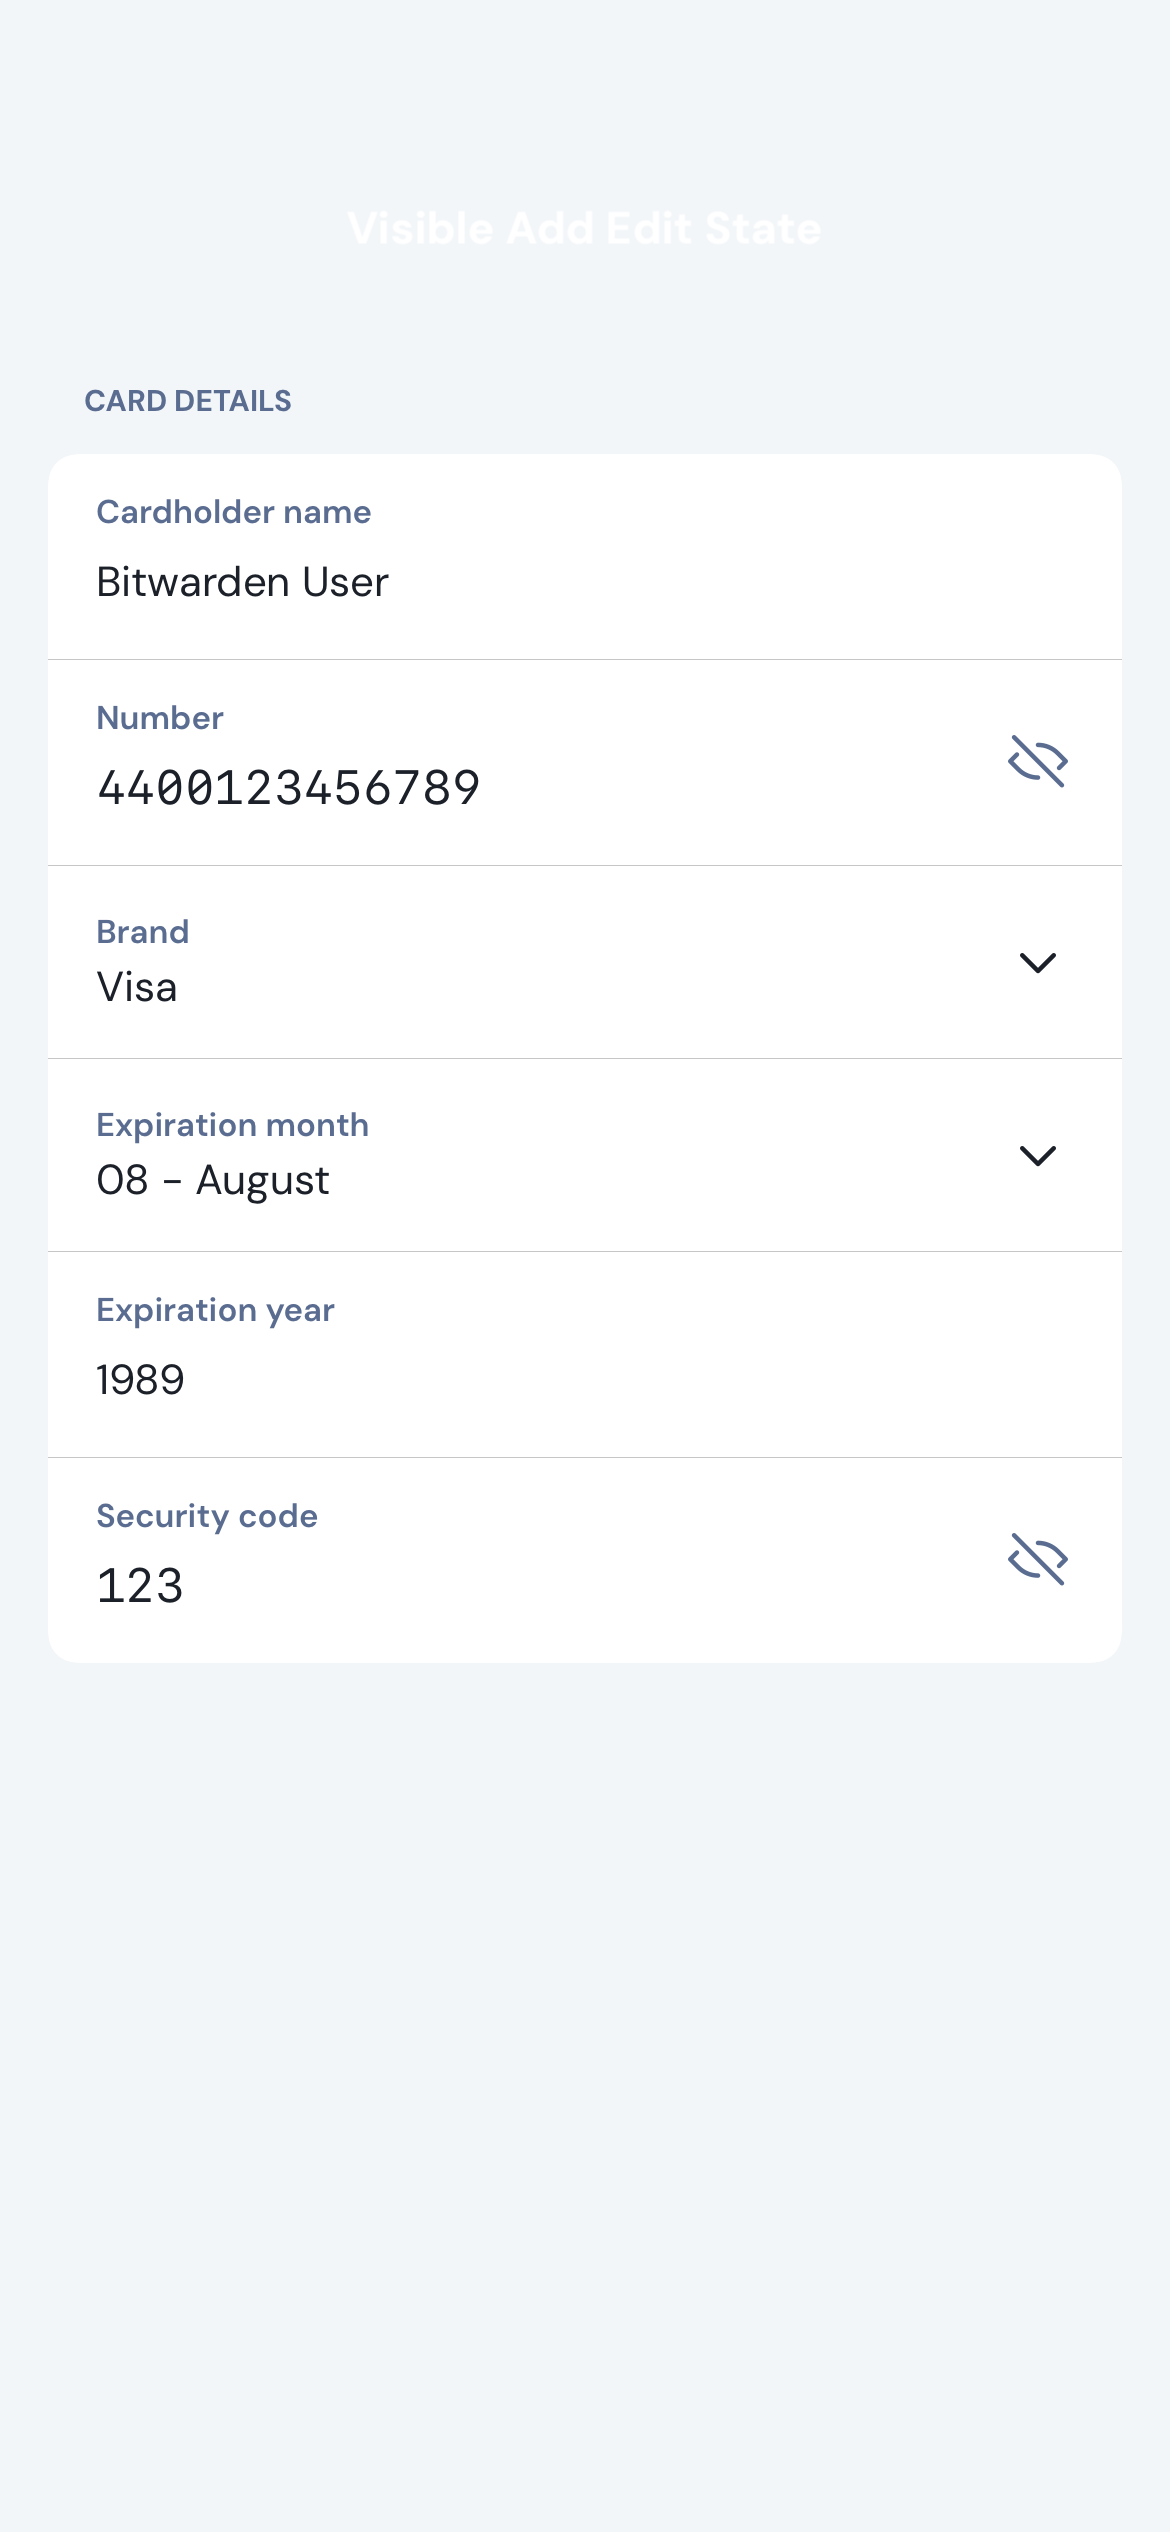 Visible Add Edit State
CARD DETAILS
Cardholder name
Bitwarden User
Number
4400123456789
Brand
Visa
Expiration month
08 - August
Expiration year
1989
Security code
123